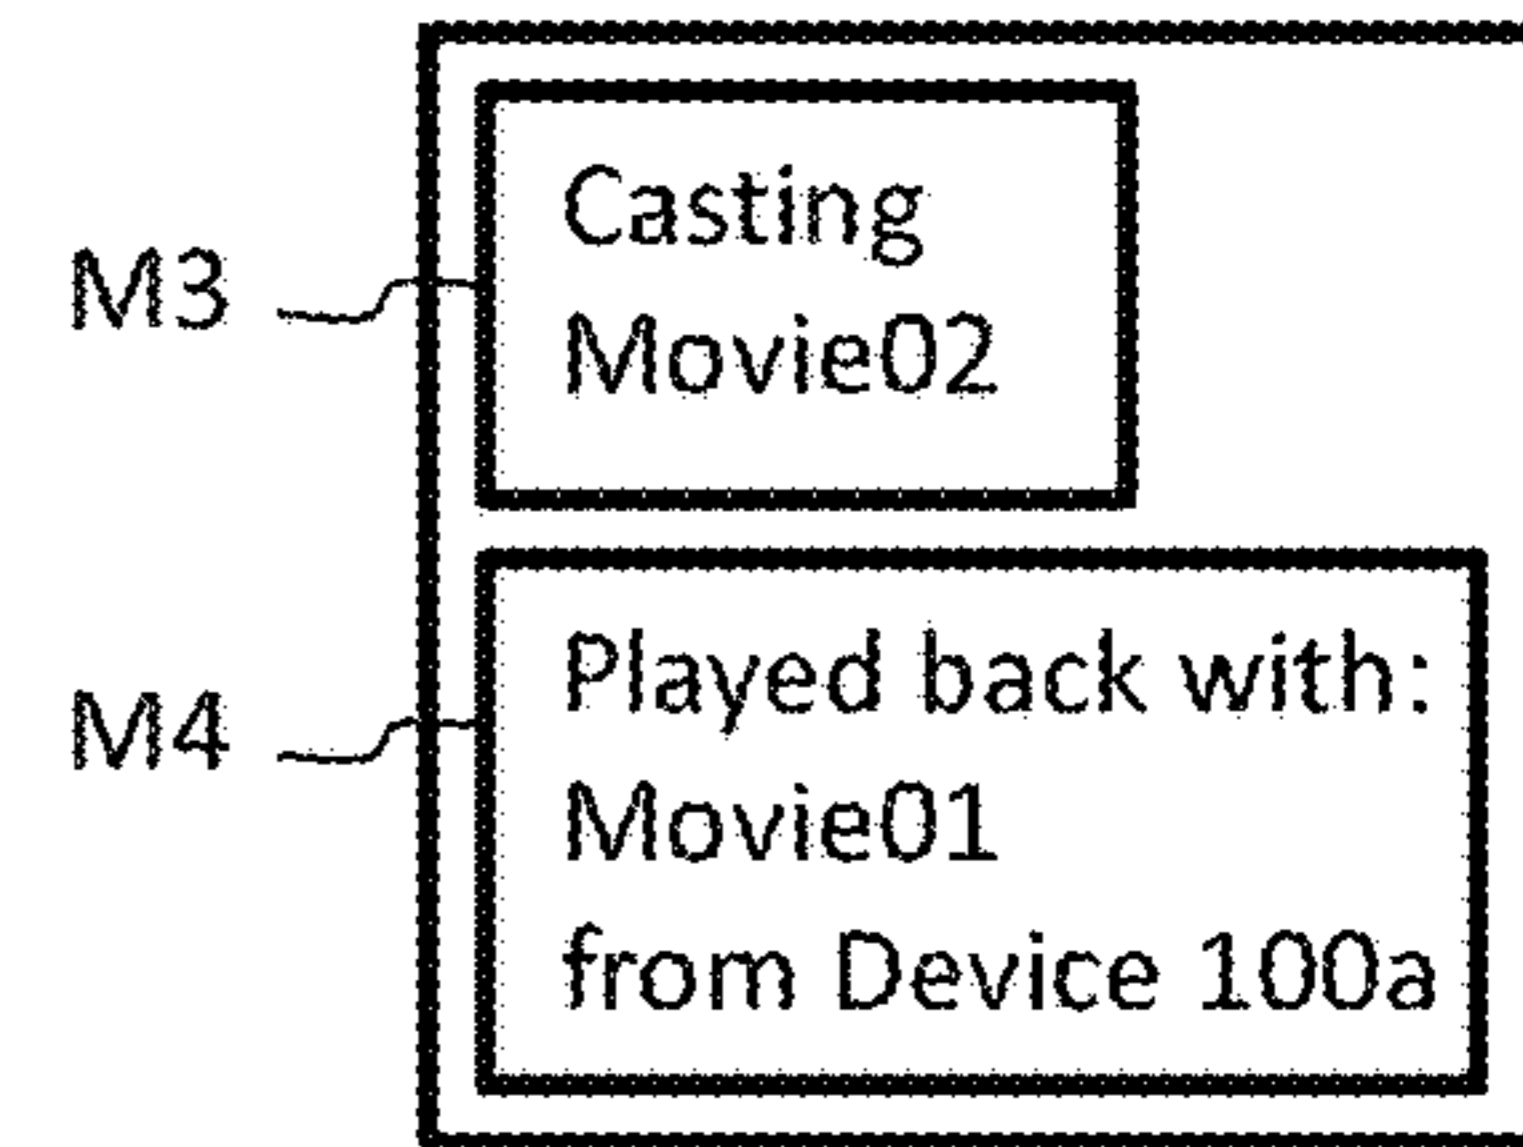 M3
Casting
Movie02
M4
Played back with:
Movie01
from Device 100a